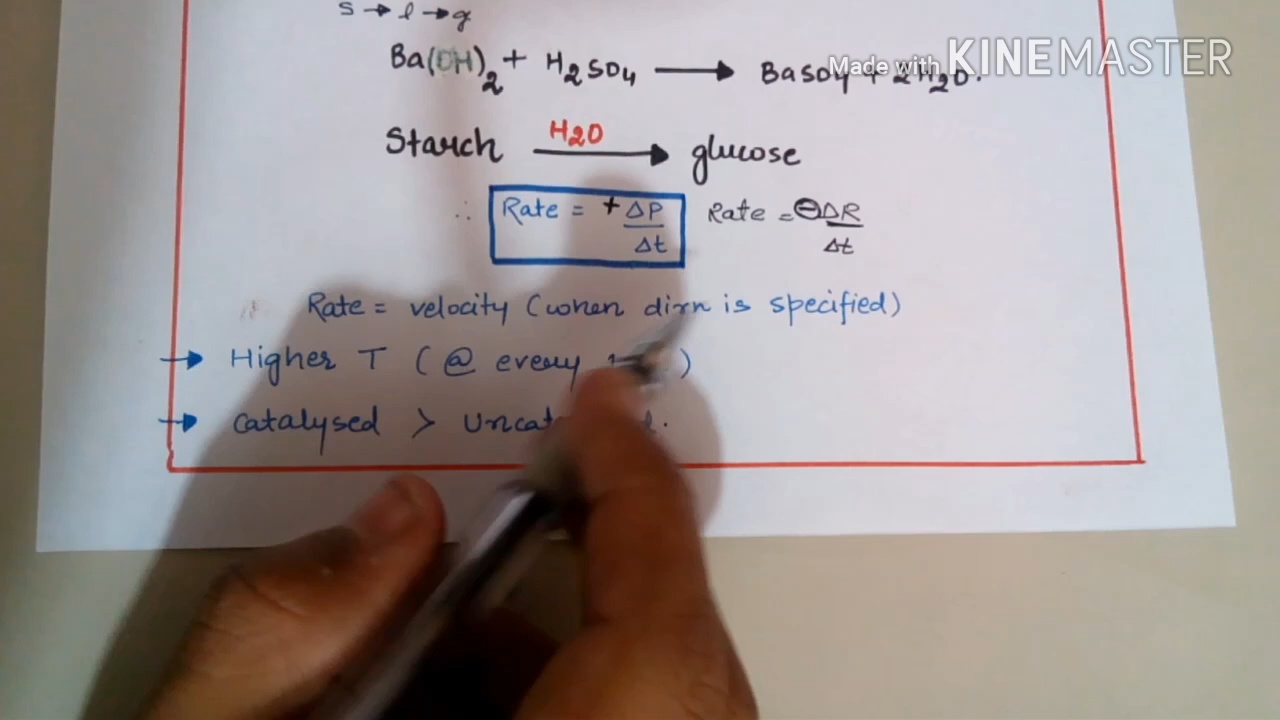 s → l → g
Made with KINEMASTER
Ba(OH)2 + H2SO4 → BaSO4 + 2H2O.
Starch H2O → glucose
∴ Rate = + ΔP/Δt Rate = ⊖ΔR/Δt
Rate = velocity (when dirn is specified)
→ Higher T ( @ every )
→ Catalysed >